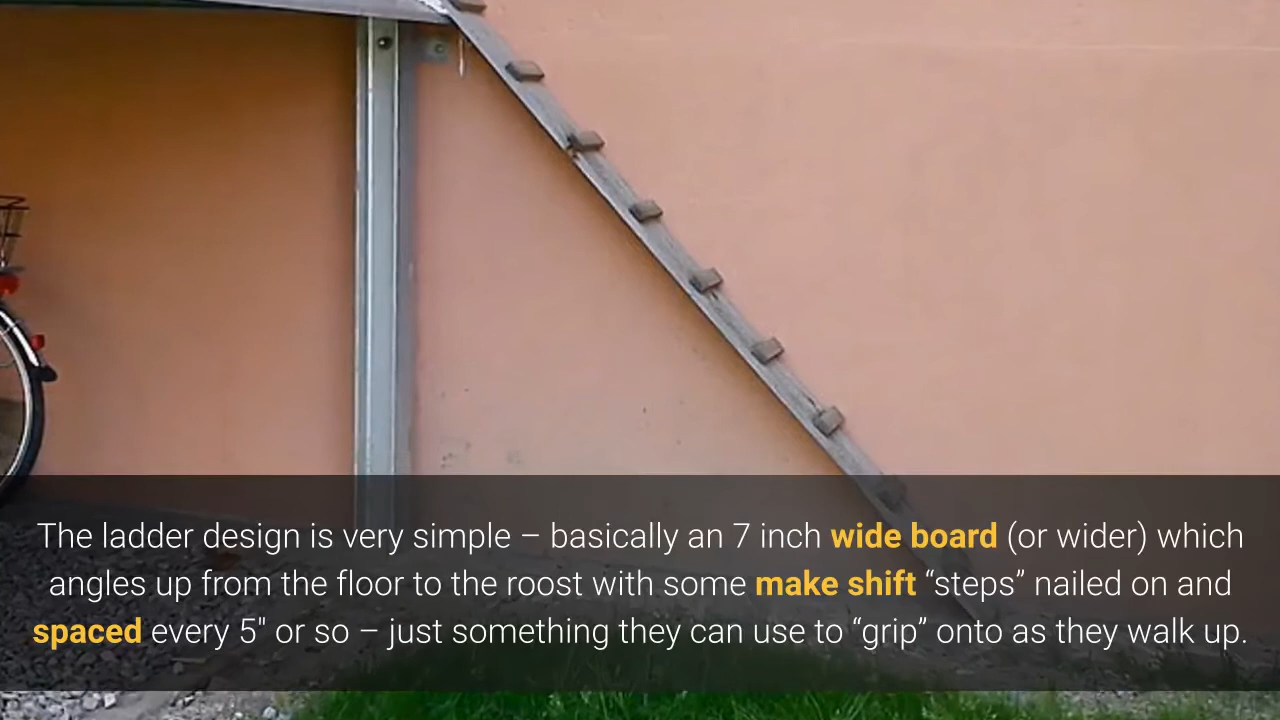 The ladder design is very simple – basically an 7 inch wide board (or wider) which
angles up from the floor to the roost with some make shift “steps” nailed on and
spaced every 5" or so – just something they can use to “grip” onto as they walk up.